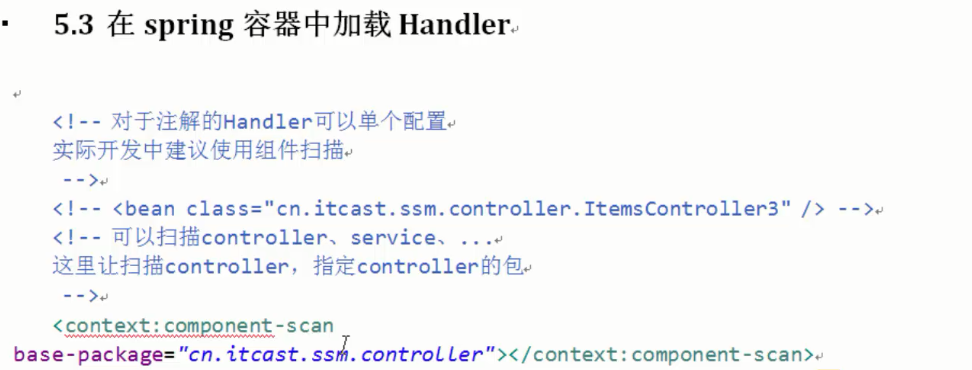 5.3 在 spring 容器中加载 Handler
<!-- 对于注解的Handler可以单个配置
实际开发中建议使用组件扫描
-->
<!-- <bean class="cn.itcast.ssm.controller.ItemsController3" /> -->
<!-- 可以扫描controller、service、...
这里让扫描controller，指定controller的包
-->
<context:component-scan
base-package="cn.itcast.ssm.controller"></context:component-scan>